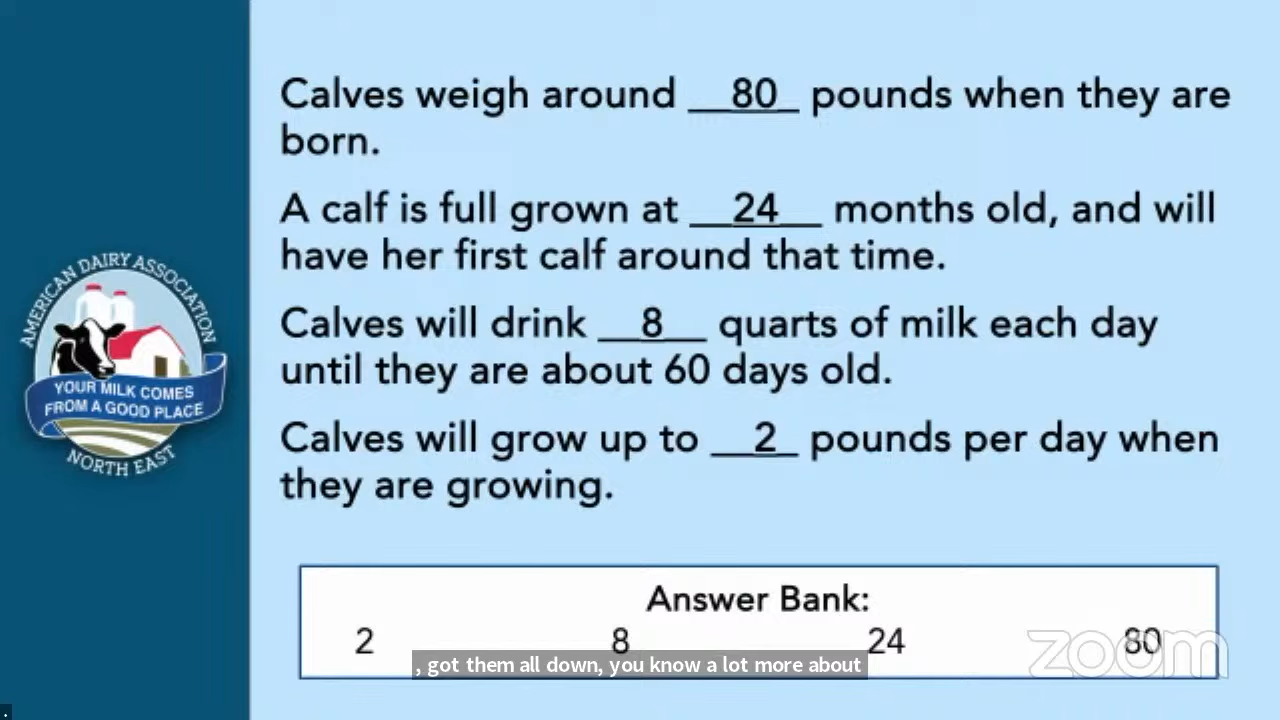 Calves weigh around __80_ pounds when they are
born.
A calf is full grown at __24__ months old, and will
have her first calf around that time.
Calves will drink __8__ quarts of milk each day
until they are about 60 days old.
Calves will grow up to __2_ pounds per day when
they are growing.
AMERICAN DAIRY ASSOCIATION
YOUR MILK COMES
FROM A GOOD PLACE
NORTH EAST
Answer Bank:
2 8 24 80
zoom
, got them all down, you know a lot more about